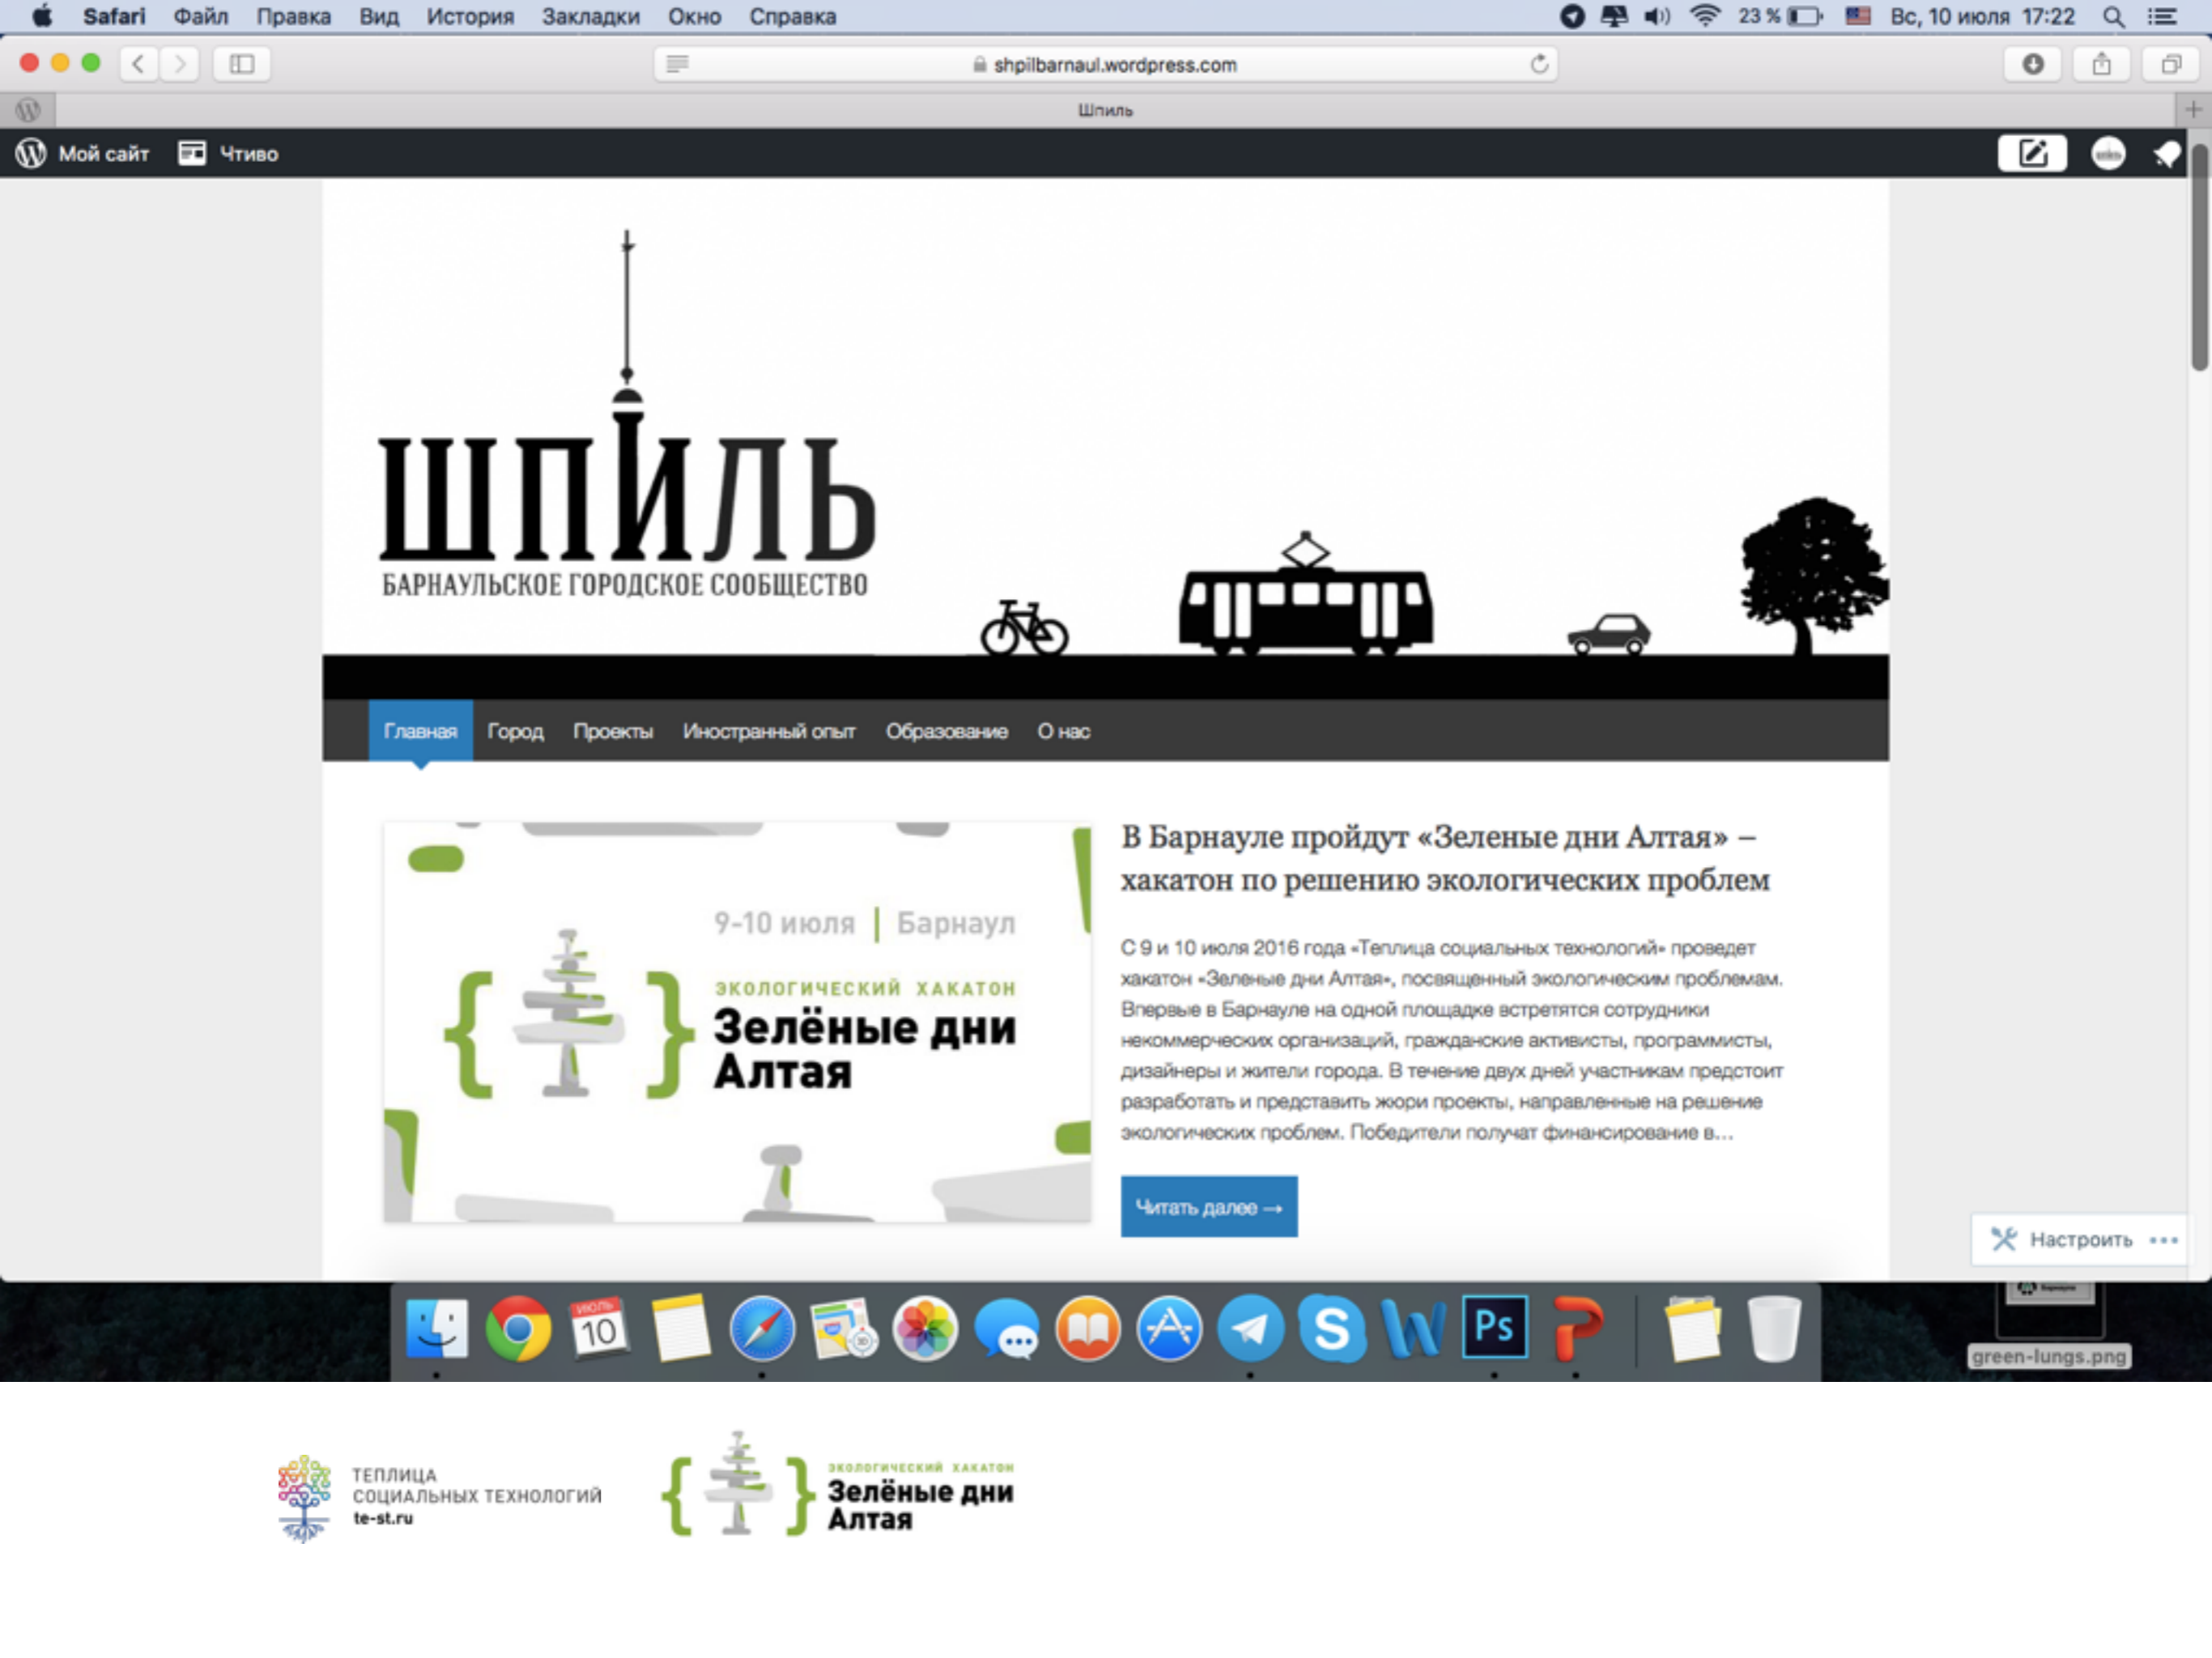 Safari Файл Правка Вид История Закладки Окно Справка 23 % Вс, 10 июля 17:22
shpilbarnaul.wordpress.com
Шпиль
Мой сайт Чтиво
ШПИЛЬ
БАРНАУЛЬСКОЕ ГОРОДСКОЕ СООБЩЕСТВО
Главная Город Проекты Иностранный опыт Образование О нас
9-10 июля | Барнаул
ЭКОЛОГИЧЕСКИЙ ХАКАТОН
Зелёные дни
Алтая
В Барнауле пройдут «Зеленые дни Алтая» –
хакатон по решению экологических проблем
С 9 и 10 июля 2016 года «Теплица социальных технологий» проведет
хакатон «Зеленые дни Алтая», посвященный экологическим проблемам.
Впервые в Барнауле на одной площадке встретятся сотрудники
некоммерческих организаций, гражданские активисты, программисты,
дизайнеры и жители города. В течение двух дней участникам предстоит
разработать и представить жюри проекты, направленные на решение
экологических проблем. Победители получат финансирование в…
Читать далее →
Настроить
ИЮЛЬ
10
3D
S
W
Ps
green-lungs.png
ТЕПЛИЦА
СОЦИАЛЬНЫХ ТЕХНОЛОГИЙ
te-st.ru
ЭКОЛОГИЧЕСКИЙ ХАКАТОН
Зелёные дни
Алтая